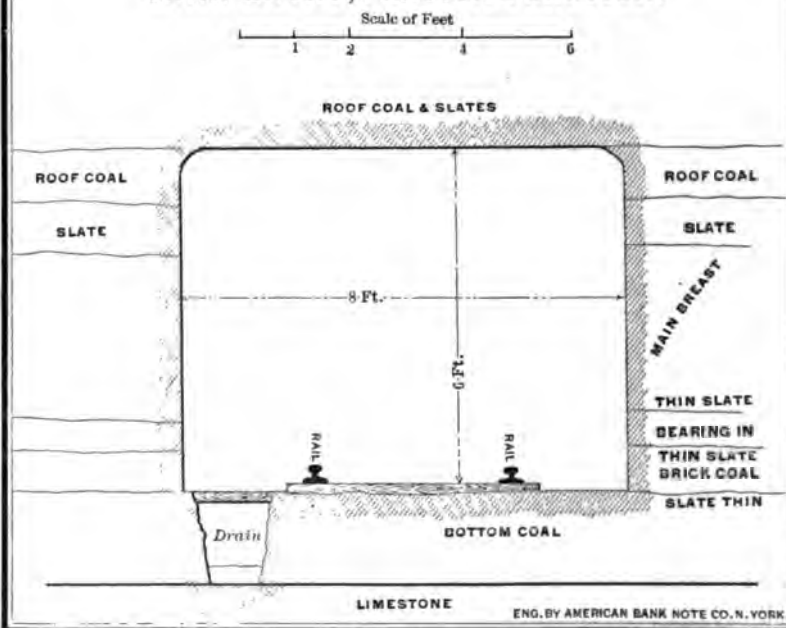 Scale of Feet
1 2 4 6
ROOF COAL & SLATES
ROOF COAL ROOF COAL
SLATE SLATE
8 Ft.
MAIN BREAST
6 Ft.
THIN SLATE
BEARING IN
RAIL RAIL
THIN SLATE
BRICK COAL
SLATE THIN
Drain
BOTTOM COAL
LIMESTONE
ENG. BY AMERICAN BANK NOTE CO. N. YORK